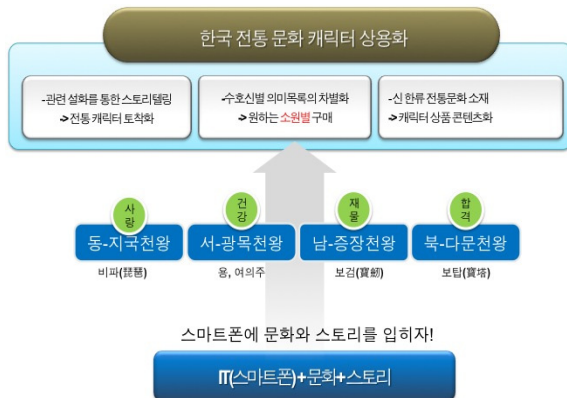 한국 전통 문화 캐릭터 상용화
-관련 설화를 통한 스토리텔링
-> 전통 캐릭터 토착화
-수호신별 의미목록의 차별화
-> 원하는 소원별 구매
-신 한류 전통문화 소재
-> 캐릭터 상품 콘텐츠화
사랑
건강
재물
합격
동-지국천왕
서-광목천왕
남-증장천왕
북-다문천왕
비파(琵琶)
용, 여의주
보검(寶劒)
보탑(寶塔)
스마트폰에 문화와 스토리를 입히자!
IT(스마트폰)+문화+스토리